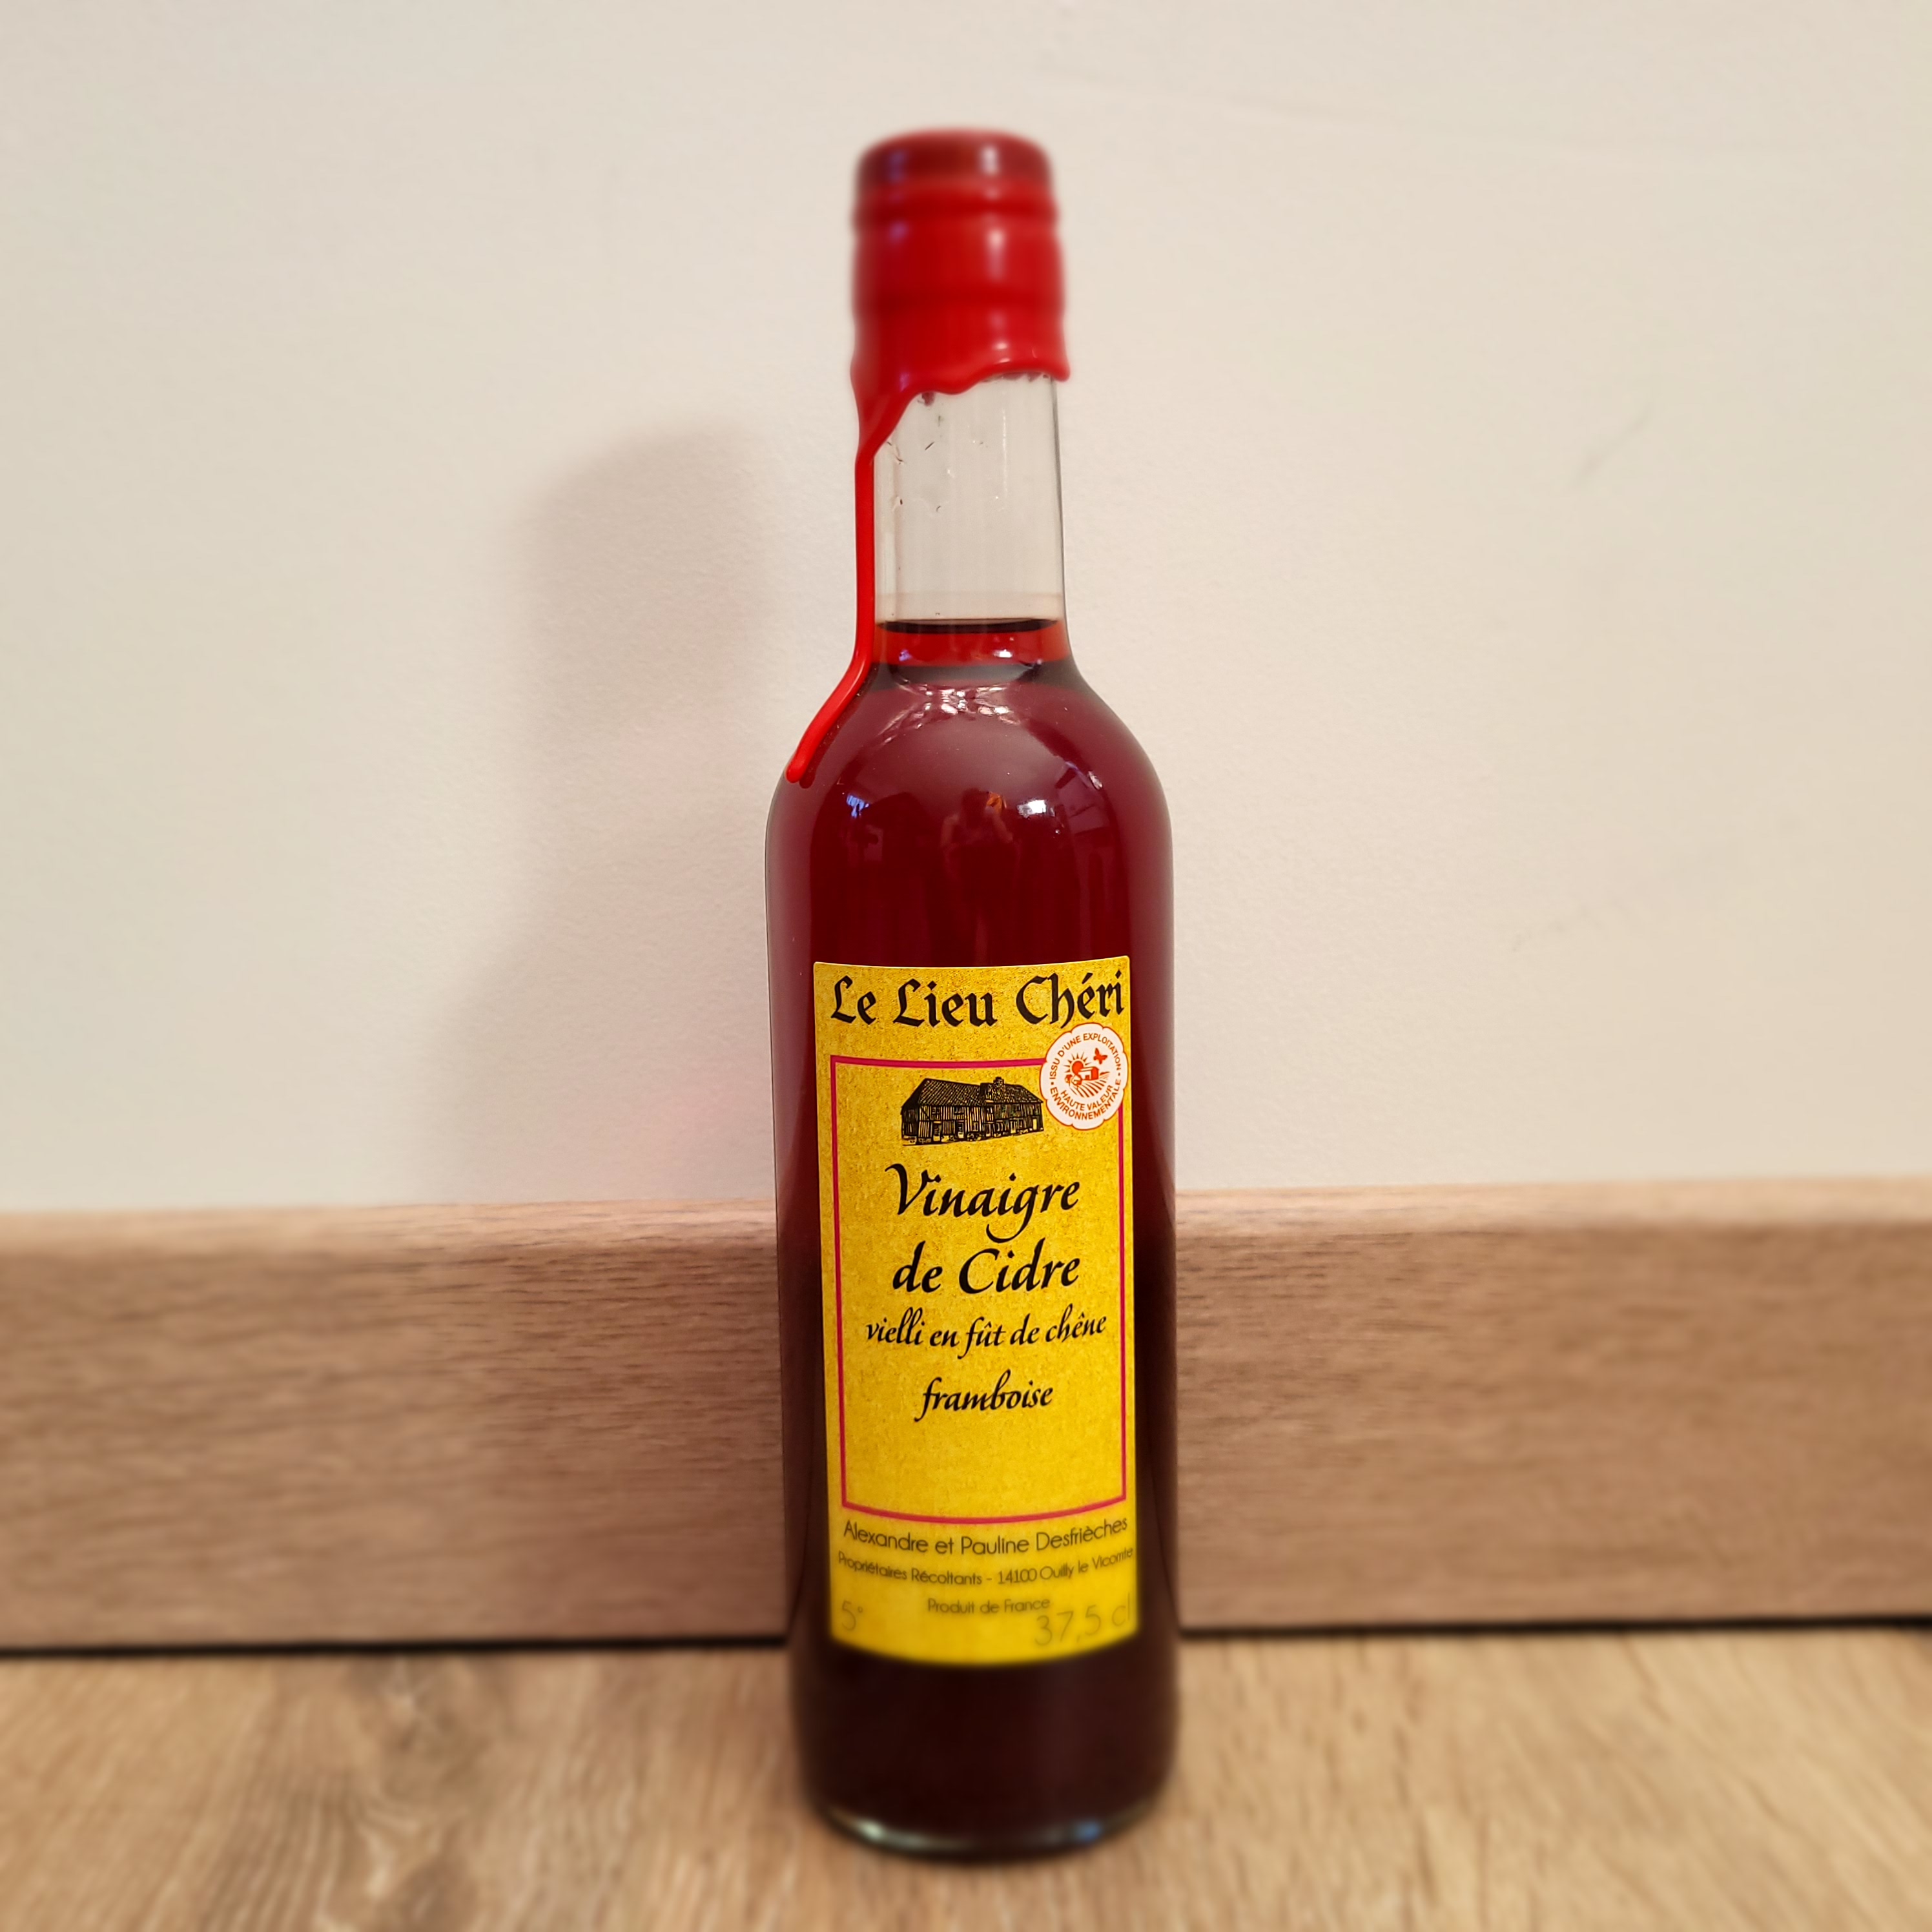 Le Lieu Chéri
ISSU D'UNE EXPLOITATION
HAUTE VALEUR
ENVIRONNEMENTALE
Vinaigre
de Cidre
vielli en fût de chêne
framboise
Alexandre et Pauline Desfrièches
Propriétaires Récoltants - 14100 Ouilly le Vicomte
Produit de France
5°
37,5 cl